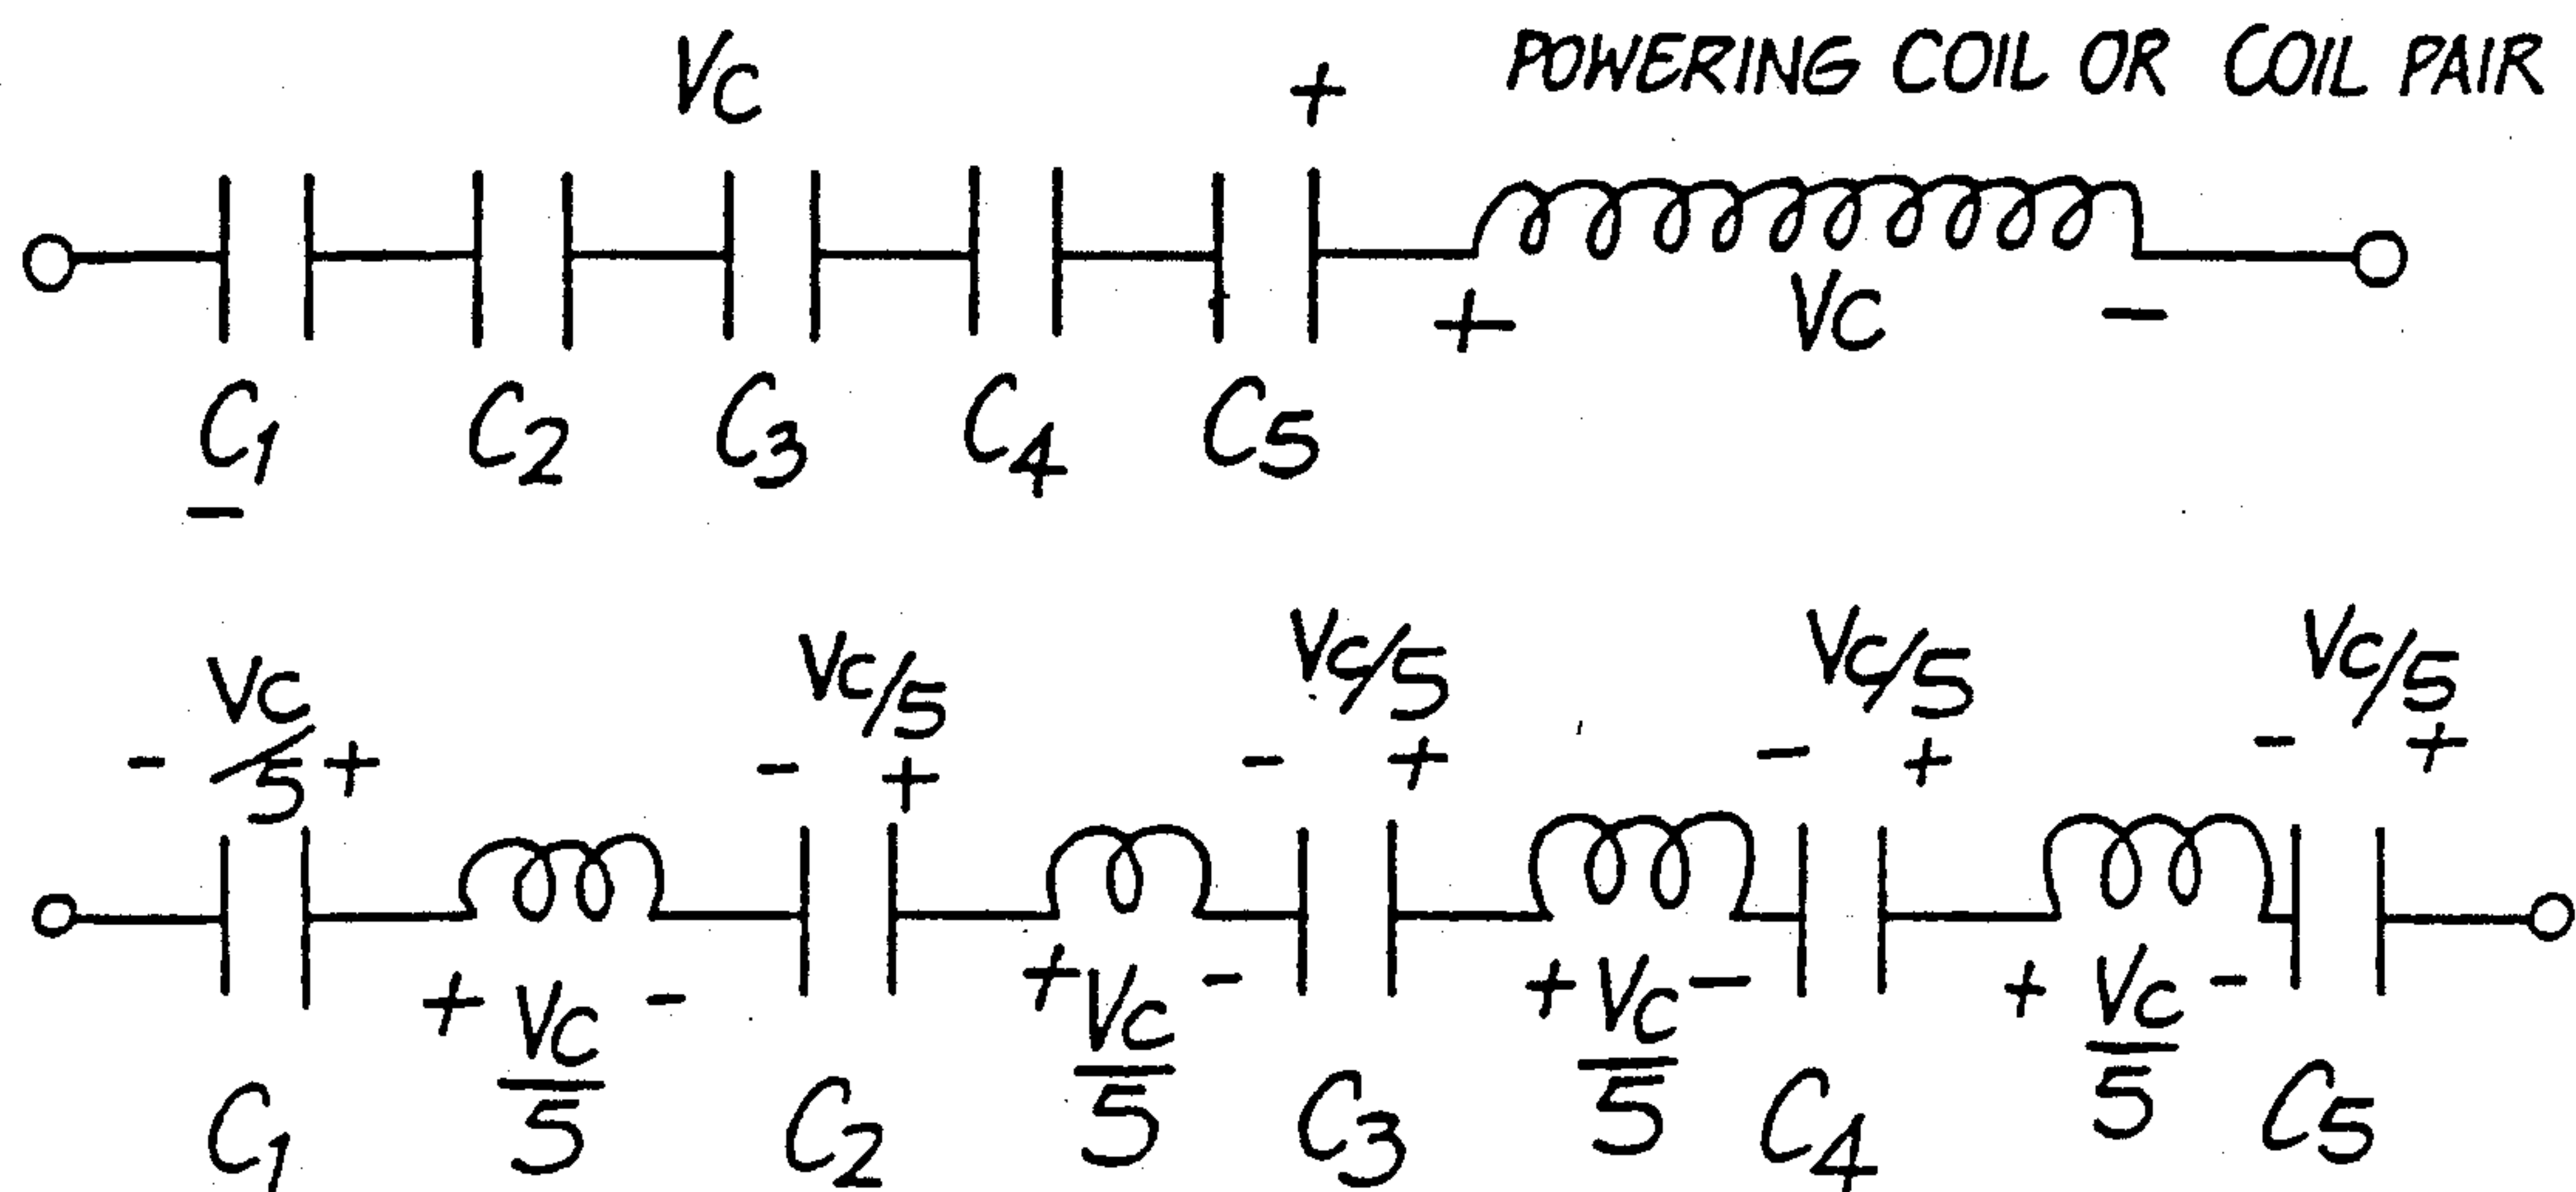 Vc + POWERING COIL OR COIL PAIR
+ Vc -
C1 C2 C3 C4 C5
-
Vc/5 Vc/5 Vc/5 Vc/5 Vc/5
- + - + - + - + - +
+ Vc/5 - + Vc/5 - + Vc/5 - + Vc/5 -
C1 C2 C3 C4 C5